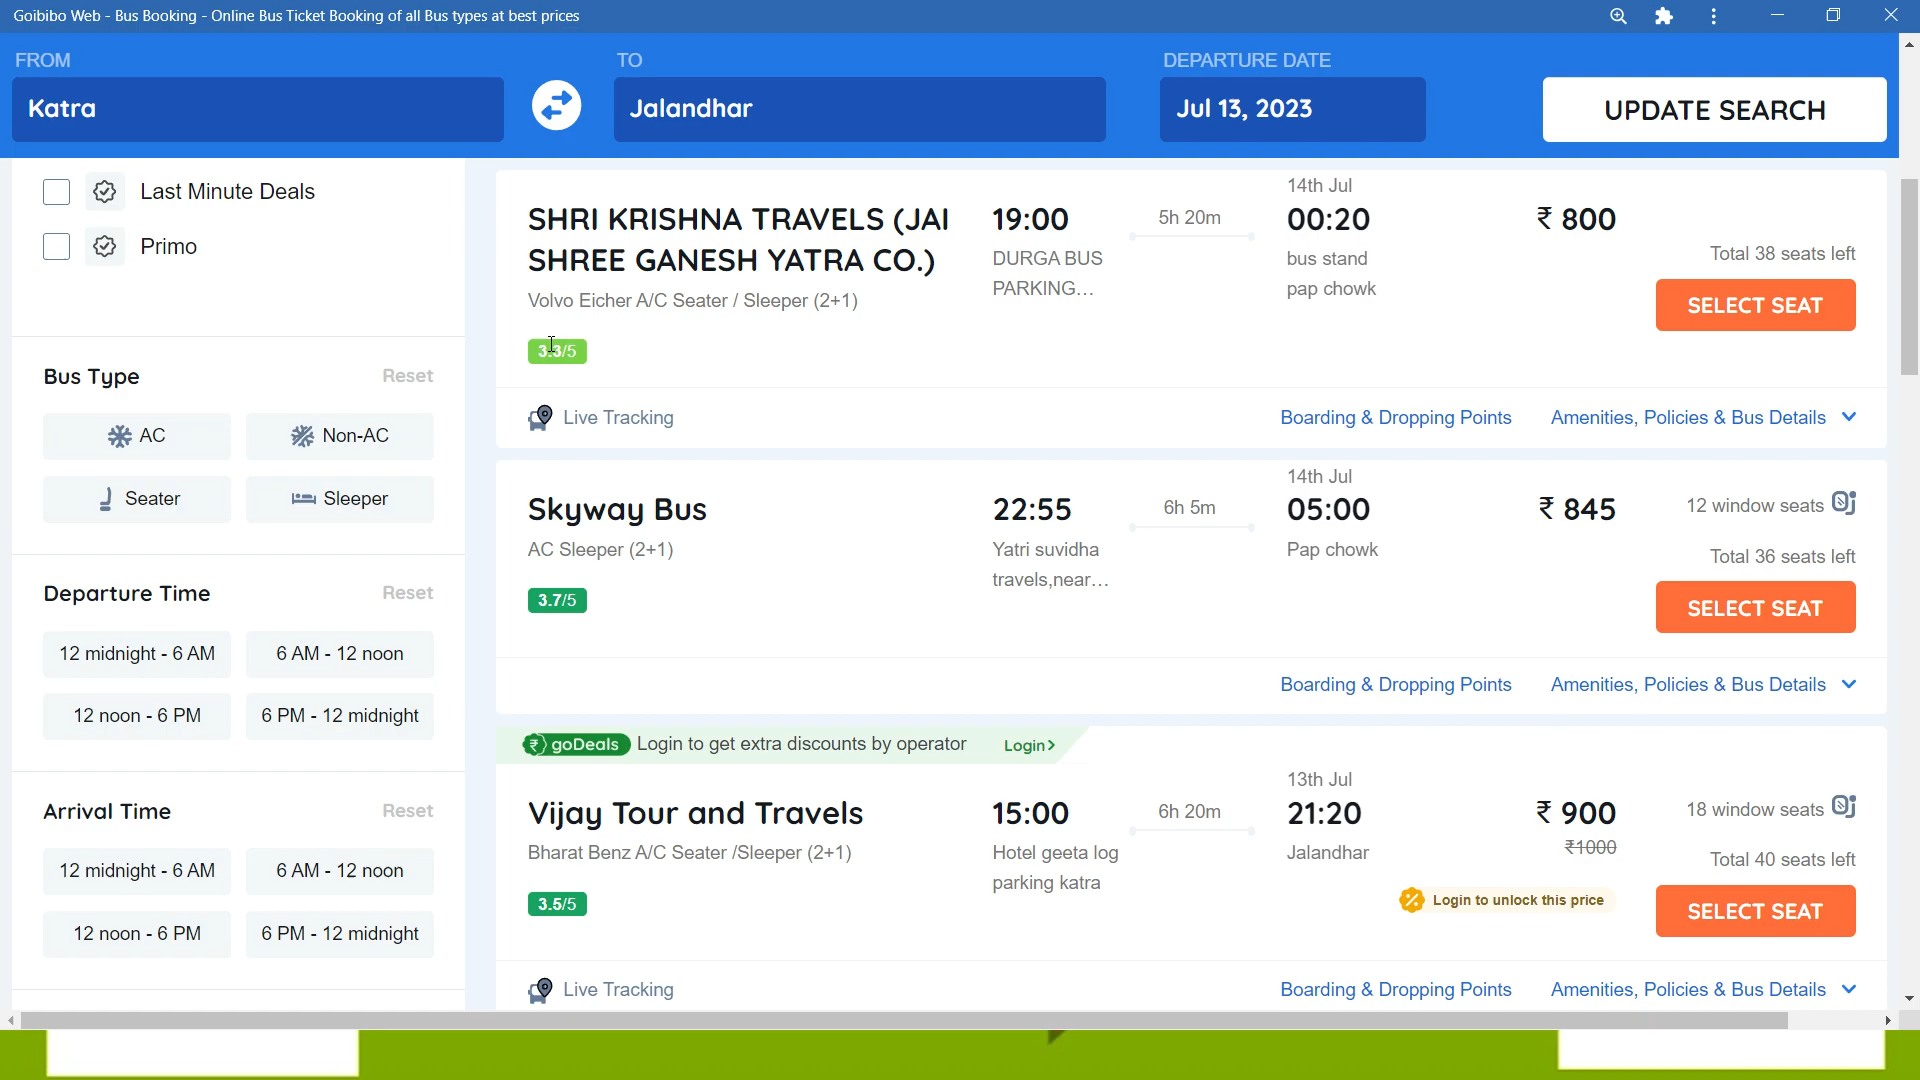 Goibibo Web - Bus Booking - Online Bus Ticket Booking of all Bus types at best prices
FROM
Katra
TO
Jalandhar
DEPARTURE DATE
Jul 13, 2023
UPDATE SEARCH
Last Minute Deals
Primo
Bus Type
Reset
AC
Non-AC
Seater
Sleeper
Departure Time
Reset
12 midnight - 6 AM
6 AM - 12 noon
12 noon - 6 PM
6 PM - 12 midnight
Arrival Time
Reset
12 midnight - 6 AM
6 AM - 12 noon
12 noon - 6 PM
6 PM - 12 midnight
SHRI KRISHNA TRAVELS (JAI
SHREE GANESH YATRA CO.)
Volvo Eicher A/C Seater / Sleeper (2+1)
3.3/5
19:00
DURGA BUS
PARKING...
5h 20m
14th Jul
00:20
bus stand
pap chowk
₹ 800
Total 38 seats left
SELECT SEAT
Live Tracking
Boarding & Dropping Points
Amenities, Policies & Bus Details
Skyway Bus
AC Sleeper (2+1)
3.7/5
22:55
Yatri suvidha
travels,near...
6h 5m
14th Jul
05:00
Pap chowk
₹ 845
12 window seats
Total 36 seats left
SELECT SEAT
Boarding & Dropping Points
Amenities, Policies & Bus Details
₹ goDeals Login to get extra discounts by operator Login>
Vijay Tour and Travels
Bharat Benz A/C Seater /Sleeper (2+1)
3.5/5
15:00
Hotel geeta log
parking katra
6h 20m
13th Jul
21:20
Jalandhar
₹ 900
₹1000
Login to unlock this price
18 window seats
Total 40 seats left
SELECT SEAT
Live Tracking
Boarding & Dropping Points
Amenities, Policies & Bus Details